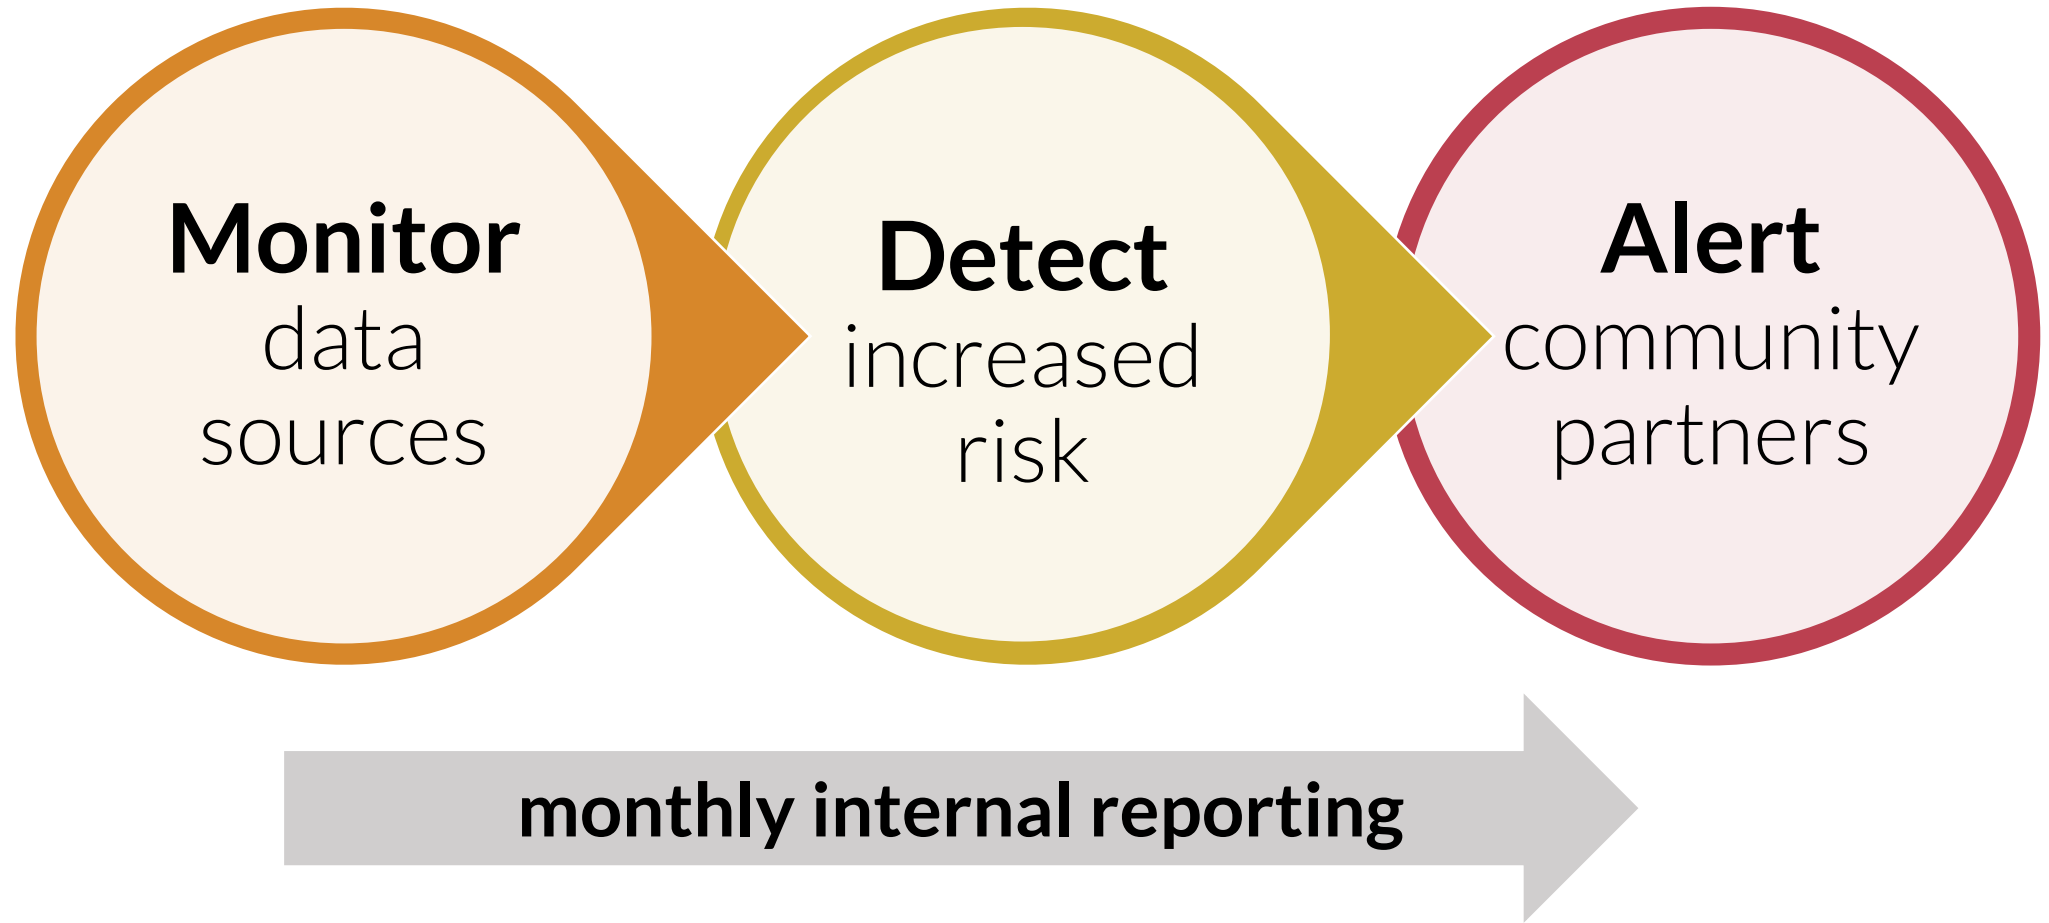 Monitor
data
sources
Detect
increased
risk
Alert
community
partners
monthly internal reporting